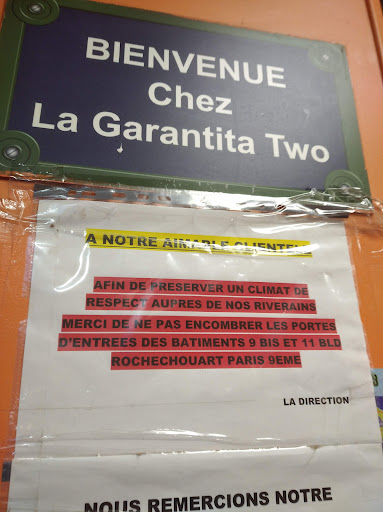 BIENVENUE
Chez
La Garantita Two
A NOTRE AIMABLE CLIENTELE
AFIN DE PRESERVER UN CLIMAT DE
RESPECT AUPRES DE NOS RIVERAINS
MERCI DE NE PAS ENCOMBRER LES PORTES
D'ENTREES DES BATIMENTS 9 BIS ET 11 BLD
ROCHECHOUART PARIS 9EME
LA DIRECTION
NOUS REMERCIONS NOTRE